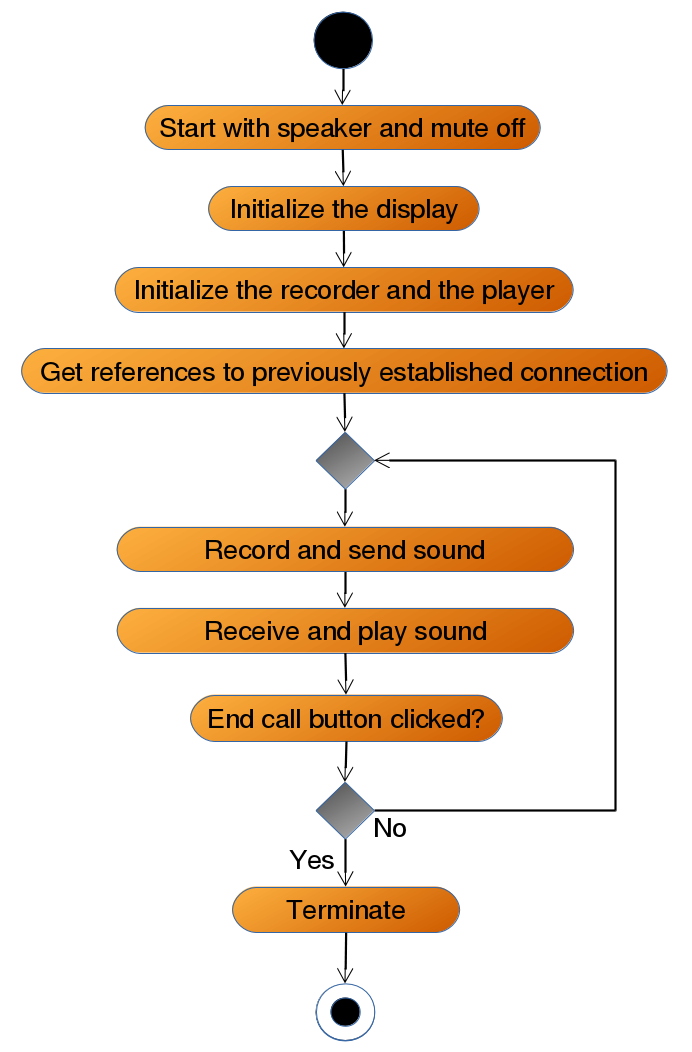 Start with speaker and mute off
Initialize the display
Initialize the recorder and the player
Get references to previously established connection
Record and send sound
Receive and play sound
End call button clicked?
No
Yes
Terminate